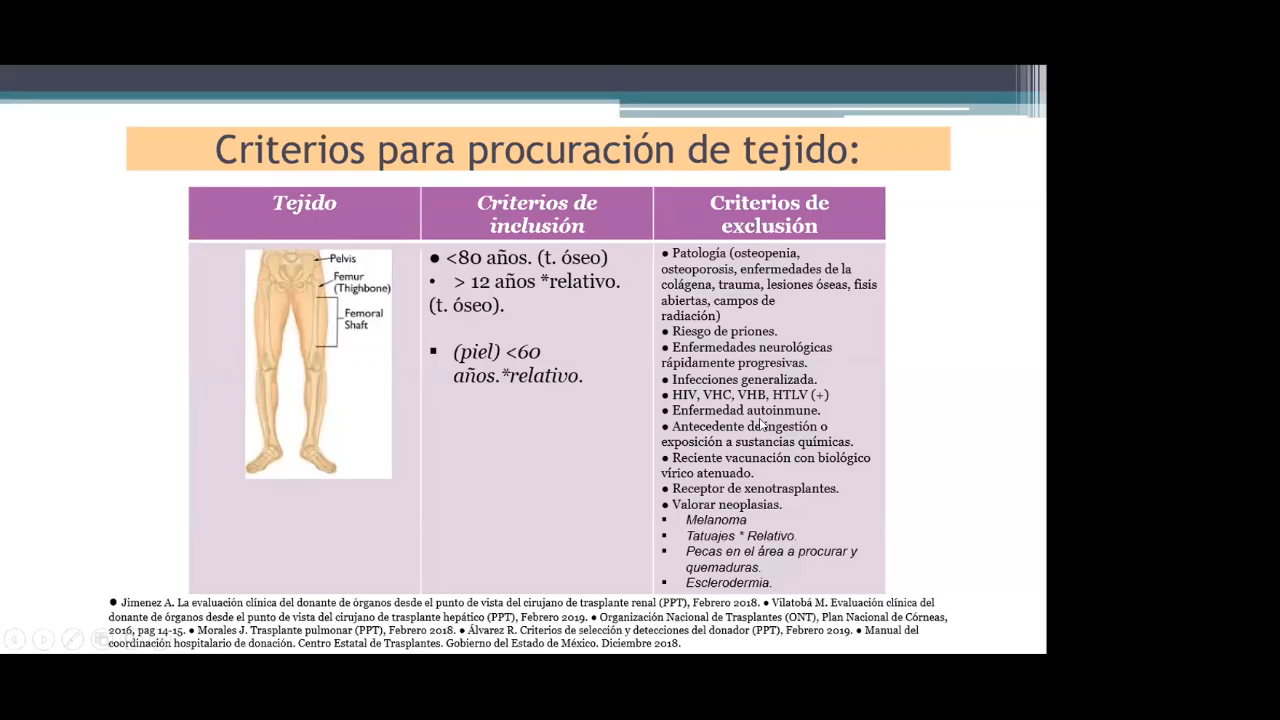 Criterios para procuración de tejido:
Tejido
Criterios de
inclusión
Criterios de
exclusión
Pelvis
Femur
(Thighbone)
Femoral
Shaft
● <80 años. (t. óseo)
• > 12 años *relativo.
(t. óseo).
▪ (piel) <60
años.*relativo.
● Patología (osteopenia,
osteoporosis, enfermedades de la
colágena, trauma, lesiones óseas, fisis
abiertas, campos de
radiación)
● Riesgo de priones.
● Enfermedades neurológicas
rápidamente progresivas.
● Infecciones generalizada.
● HIV, VHC, VHB, HTLV (+)
● Enfermedad autoinmune.
● Antecedente de ingestión o
exposición a sustancias químicas.
● Reciente vacunación con biológico
vírico atenuado.
● Receptor de xenotrasplantes.
● Valorar neoplasias.
▪ Melanoma
▪ Tatuajes * Relativo.
▪ Pecas en el área a procurar y
quemaduras.
▪ Esclerodermia.
● Jimenez A. La evaluación clínica del donante de órganos desde el punto de vista del cirujano de trasplante renal (PPT), Febrero 2018. ● Vilatobá M. Evaluación clínica del
donante de órganos desde el punto de vista del cirujano de trasplante hepático (PPT), Febrero 2019. ● Organización Nacional de Trasplantes (ONT), Plan Nacional de Córneas,
2016, pag 14-15. ● Morales J. Trasplante pulmonar (PPT), Febrero 2018. ● Álvarez R. Criterios de selección y detecciones del donador (PPT), Febrero 2019. ● Manual del
coordinación hospitalario de donación. Centro Estatal de Trasplantes. Gobierno del Estado de México. Diciembre 2018.